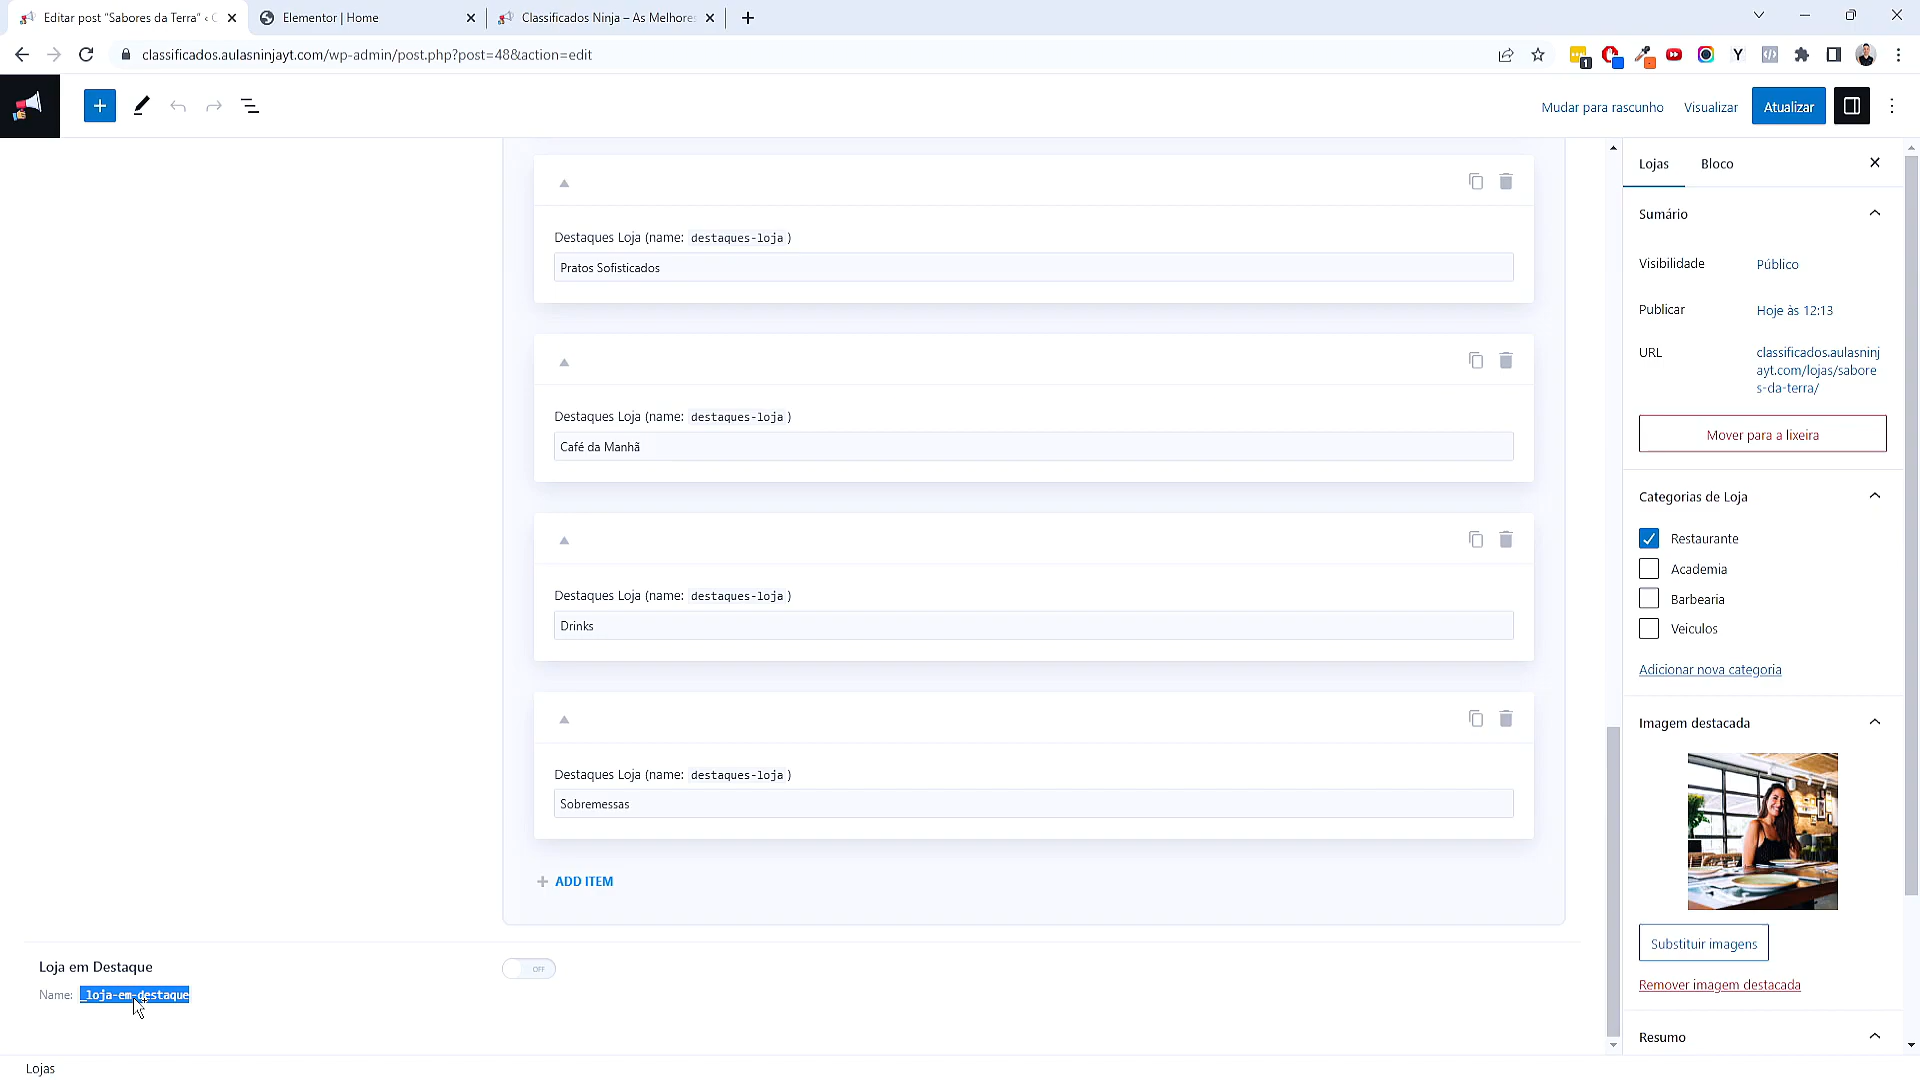 Editar post “Sabores da Terra” ‹ C
Elementor | Home
Classificados Ninja – As Melhores
classificados.aulasninjayt.com/wp-admin/post.php?post=48&action=edit
1
Y
Mudar para rascunho
Visualizar
Atualizar
Destaques Loja (name: destaques-loja )
Pratos Sofisticados
Destaques Loja (name: destaques-loja )
Café da Manhã
Destaques Loja (name: destaques-loja )
Drinks
Destaques Loja (name: destaques-loja )
Sobremessas
+ ADD ITEM
Loja em Destaque
OFF
Name: _loja-em-destaque
Lojas
Lojas
Bloco
Sumário
Visibilidade
Público
Publicar
Hoje às 12:13
URL
classificados.aulasninj
ayt.com/lojas/sabore
s-da-terra/
Mover para a lixeira
Categorias de Loja
Restaurante
Academia
Barbearia
Veiculos
Adicionar nova categoria
Imagem destacada
Substituir imagens
Remover imagem destacada
Resumo